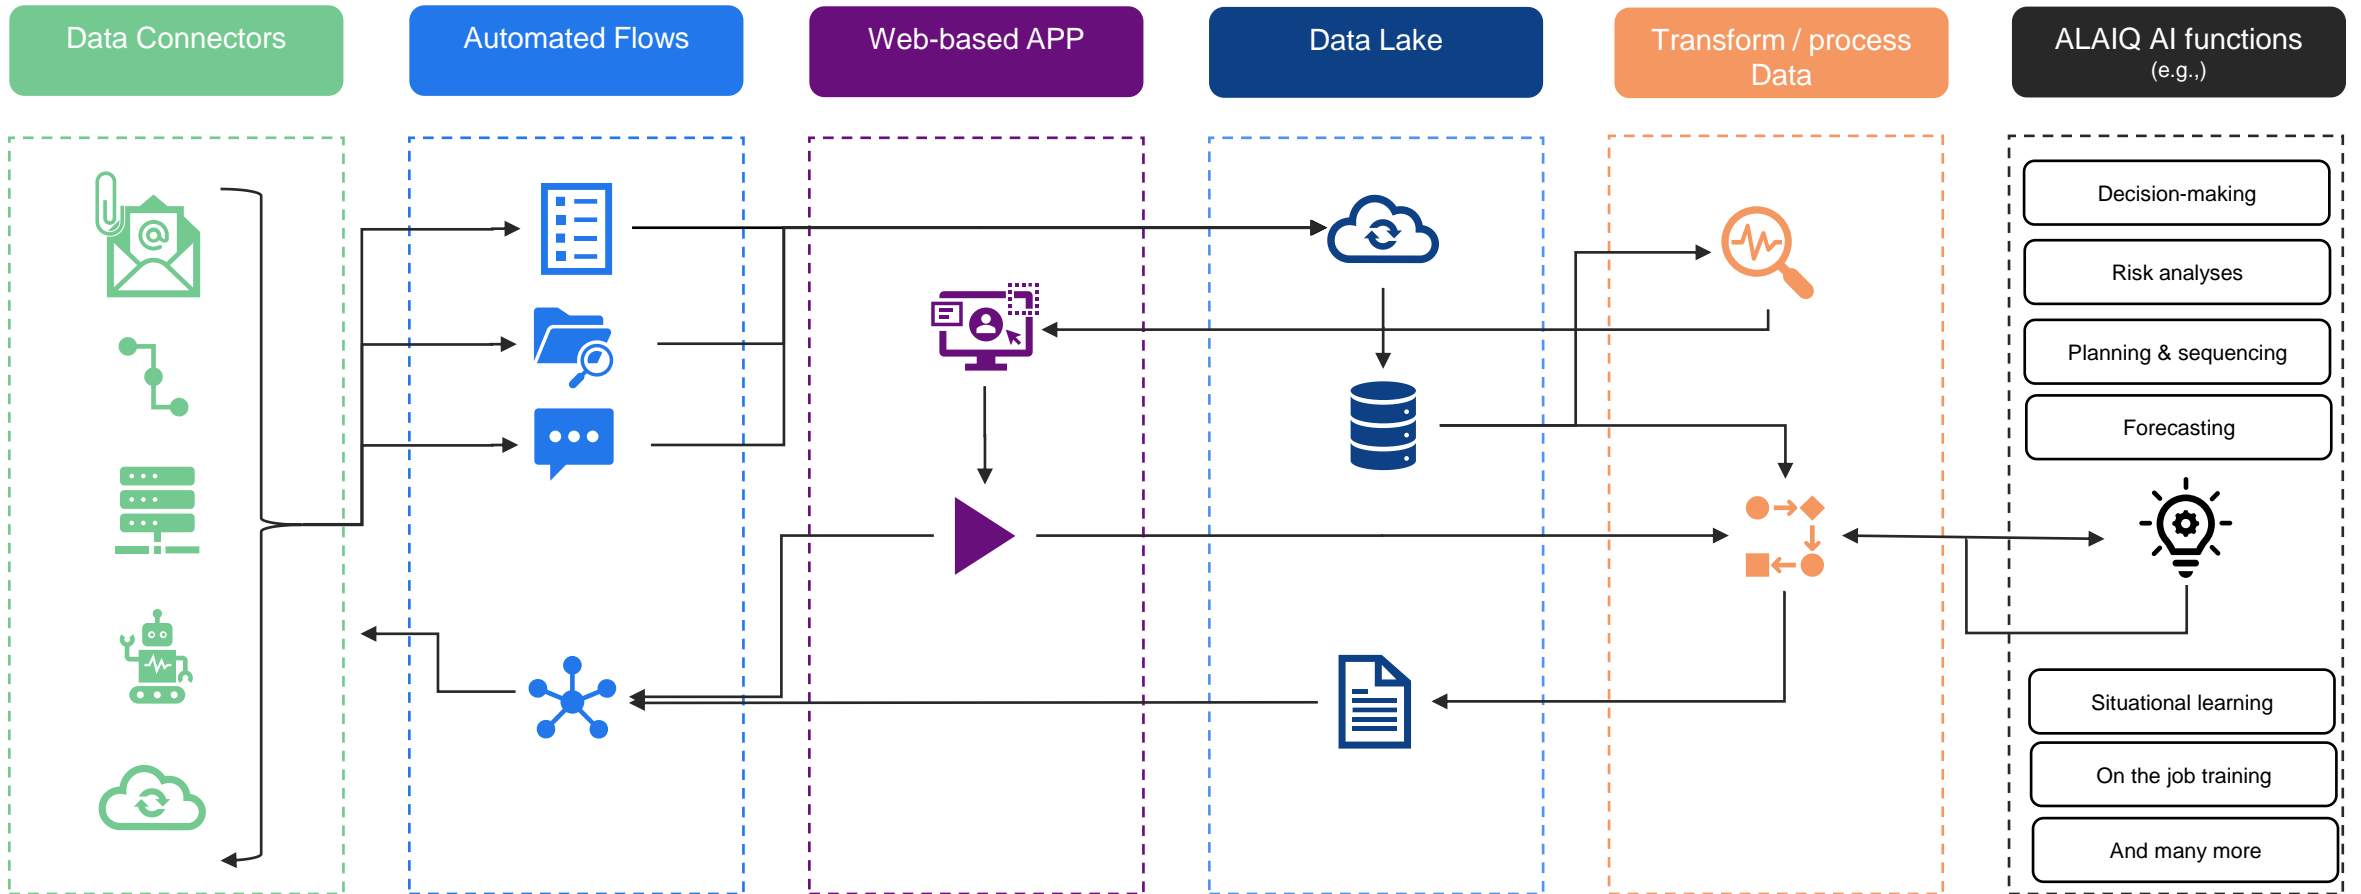 Data Connectors
Automated Flows
Web-based APP
Data Lake
Transform / process
Data
ALAIQ AI functions
(e.g.,)
@
Decision-making
Risk analyses
Planning & sequencing
Forecasting
Situational learning
On the job training
And many more